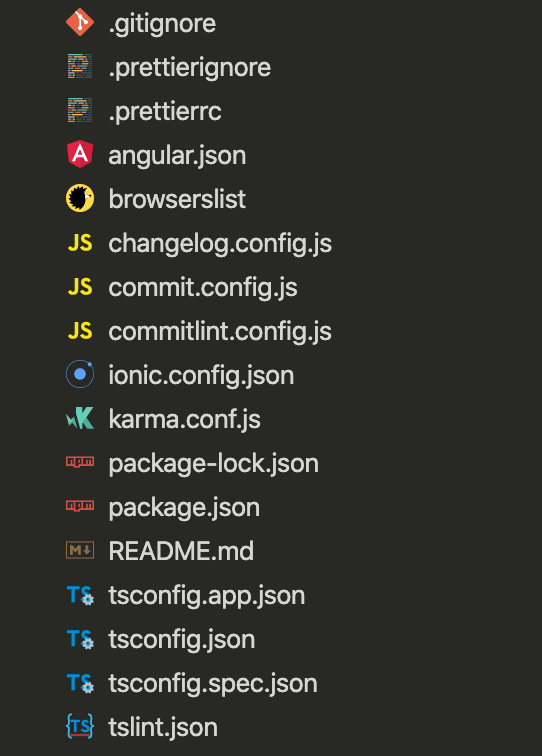 .gitignore
.prettierignore
.prettierrc
angular.json
browserslist
JS changelog.config.js
JS commit.config.js
JS commitlint.config.js
ionic.config.json
K karma.conf.js
npm package-lock.json
npm package.json
M README.md
TS tsconfig.app.json
TS tsconfig.json
TS tsconfig.spec.json
TS tslint.json